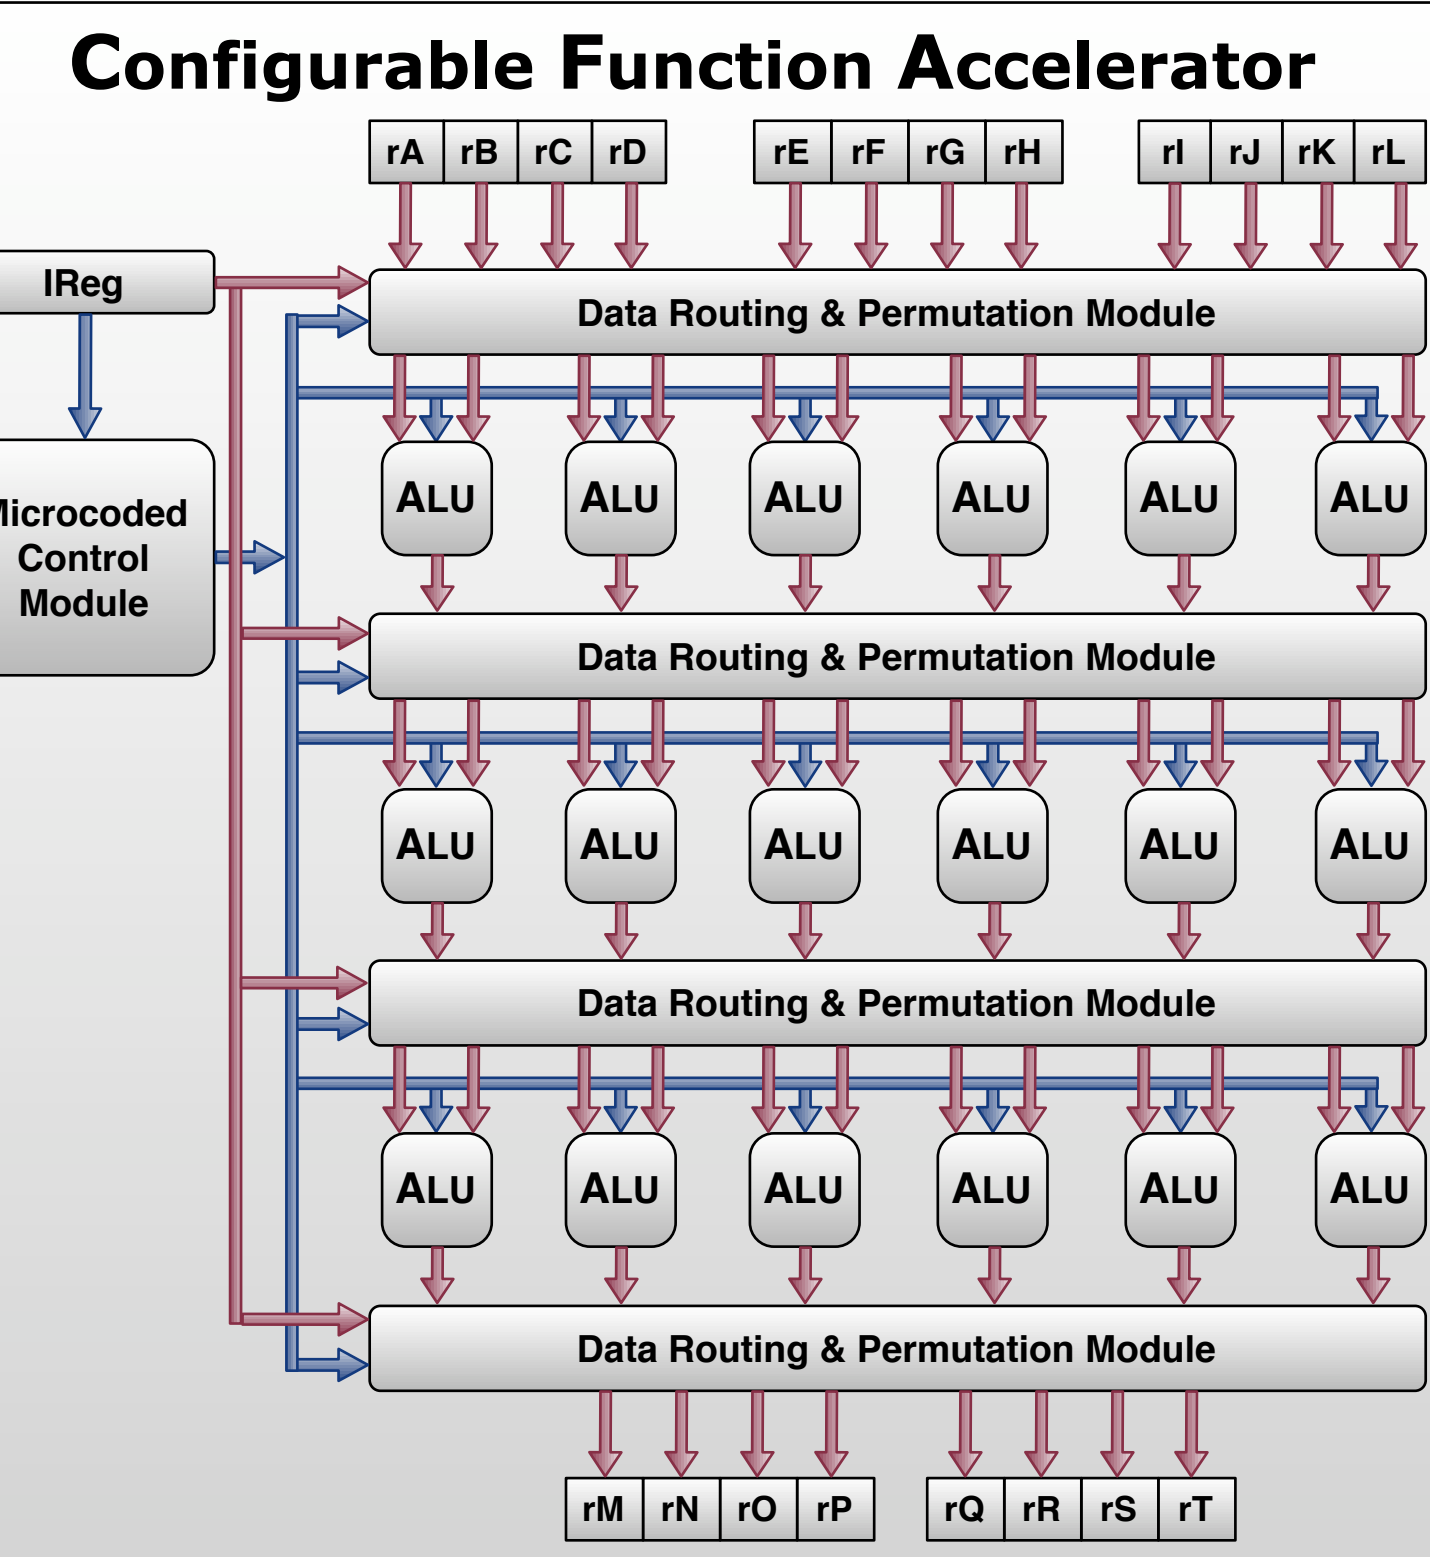 Configurable Function Accelerator
rA rB rC rD rE rF rG rH rI rJ rK rL
IReg
Data Routing & Permutation Module
ALU ALU ALU ALU ALU ALU
Microcoded
Control
Module
Data Routing & Permutation Module
ALU ALU ALU ALU ALU ALU
Data Routing & Permutation Module
ALU ALU ALU ALU ALU ALU
Data Routing & Permutation Module
rM rN rO rP rQ rR rS rT